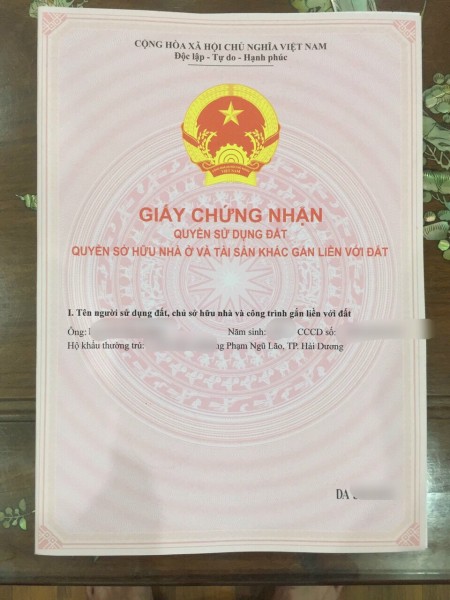 CỘNG HÒA XÃ HỘI CHỦ NGHĨA VIỆT NAM
Độc lập - Tự do - Hạnh phúc
VIỆT NAM
GIẤY CHỨNG NHẬN
QUYỀN SỬ DỤNG ĐẤT
QUYỀN SỞ HỮU NHÀ Ở VÀ TÀI SẢN KHÁC GẮN LIỀN VỚI ĐẤT
I. Tên người sử dụng đất, chủ sở hữu nhà và công trình gắn liền với đất
Ông: Năm sinh: CCCD số:
Hộ khẩu thường trú: Phạm Ngũ Lão, TP. Hải Dương
DA